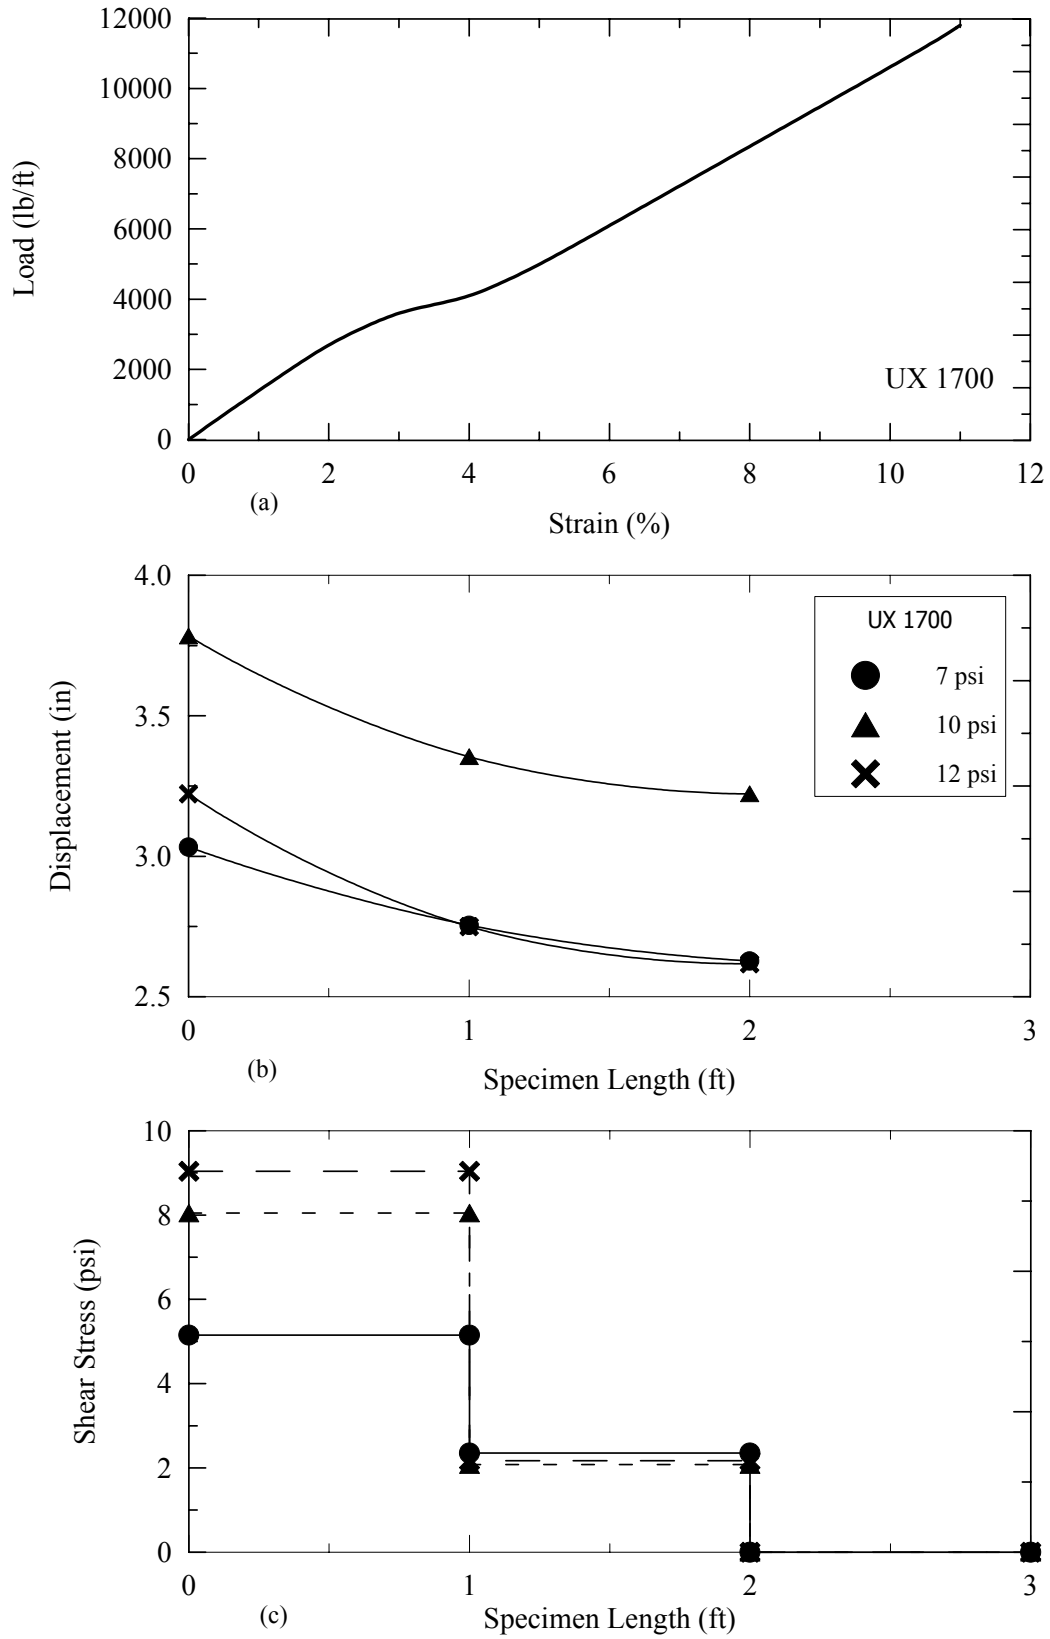 12000
10000
8000
6000
4000
2000
0
Load (lb/ft)
UX 1700
0 2 4 6 8 10 12
(a)
Strain (%)
4.0
3.5
3.0
2.5
Displacement (in)
UX 1700
7 psi
10 psi
12 psi
0 1 2 3
(b)
Specimen Length (ft)
10
8
6
4
2
0
Shear Stress (psi)
0 1 2 3
(c)
Specimen Length (ft)